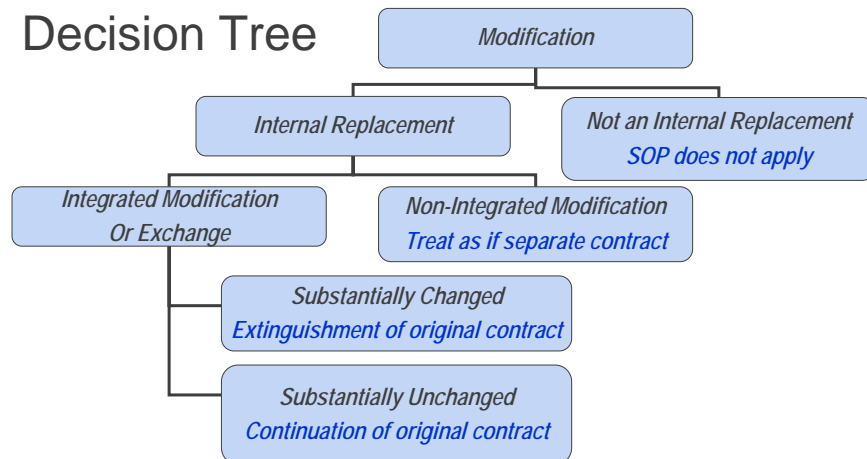 Decision Tree
Modification
Internal Replacement
Not an Internal Replacement
SOP does not apply
Integrated Modification
Or Exchange
Non-Integrated Modification
Treat as if separate contract
Substantially Changed
Extinguishment of original contract
Substantially Unchanged
Continuation of original contract